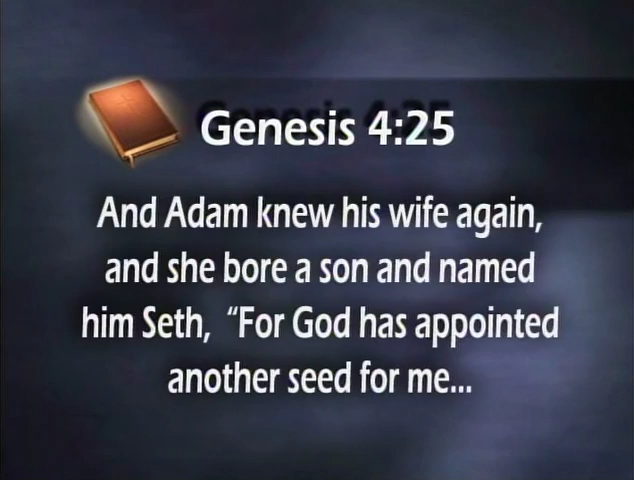 Genesis 4:25
And Adam knew his wife again,
and she bore a son and named
him Seth, “For God has appointed
another seed for me...